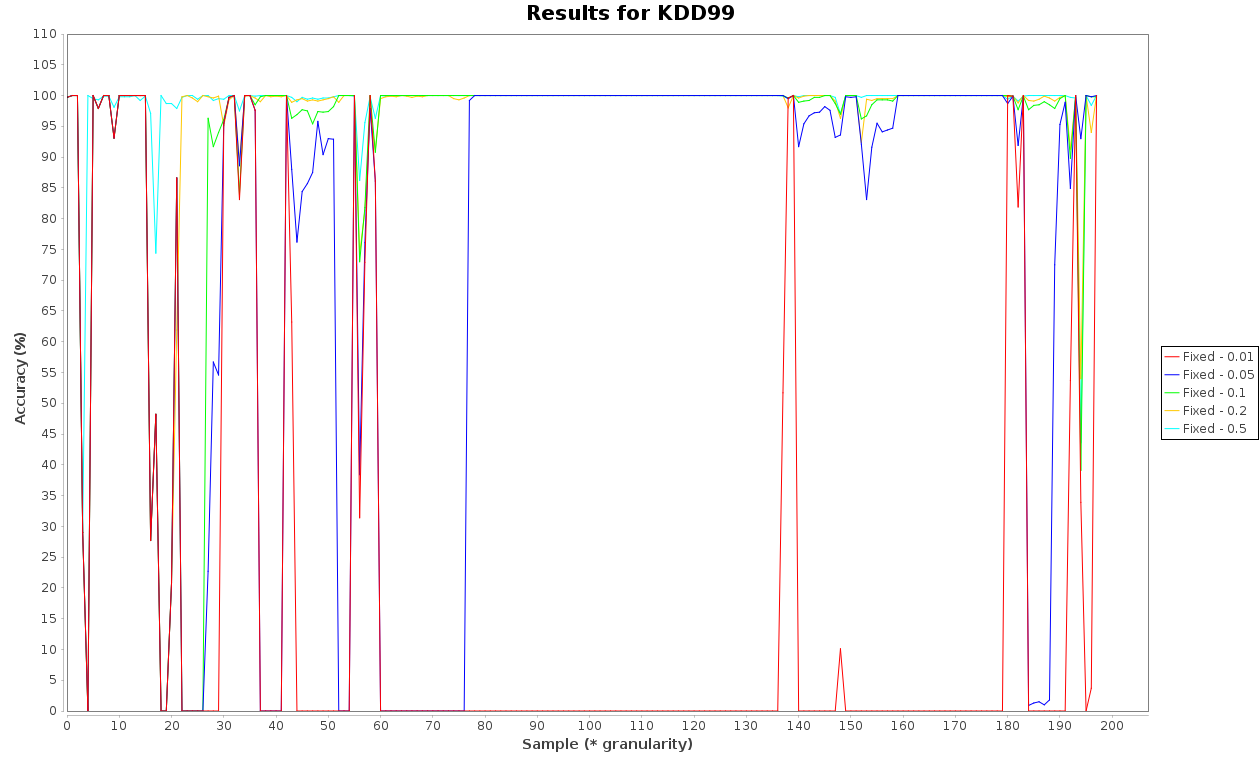 Results for KDD99
110
105
100
95
90
85
80
75
70
65
60
55
50
45
40
35
30
25
20
15
10
5
0
Accuracy (%)
0 10 20 30 40 50 60 70 80 90 100 110 120 130 140 150 160 170 180 190 200
Sample (* granularity)
Fixed - 0.01
Fixed - 0.05
Fixed - 0.1
Fixed - 0.2
Fixed - 0.5